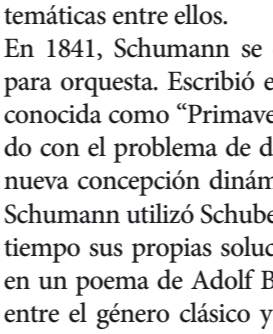 temáticas entre ellos.
En 1841, Schumann se
para orquesta. Escribió
conocida como “Primave
do con el problema de d
nueva concepción dinám
Schumann utilizó Schube
tiempo sus propias soluc
en un poema de Adolf B
entre el género clásico y